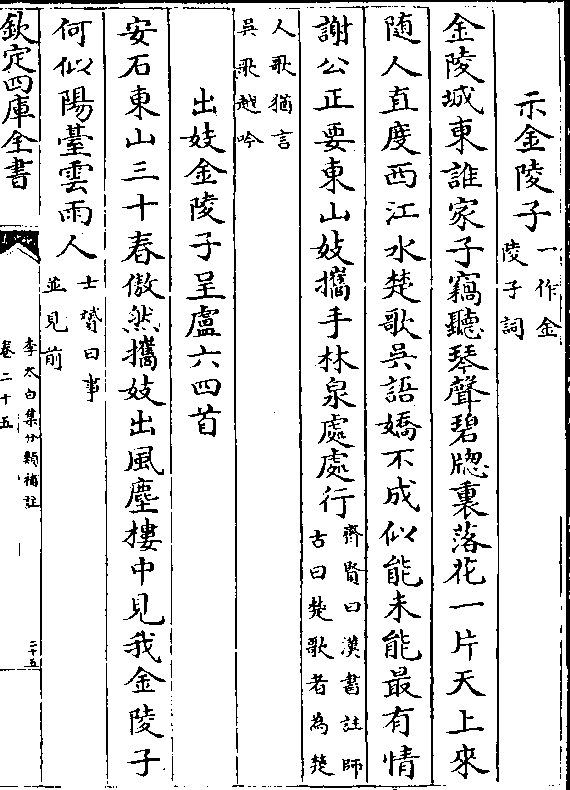 示金陵子一作金
陵子詞
金陵城東誰家子竊聽琴聲碧牕裏落花一片天上來
随人直度西江水楚歌吳語嬌不成似能未能最有情
謝公正要東山妓攜手林泉處處行齊賢曰漢書註師
古曰楚歌者為楚
人歌猶言
吳歌越吟
出妓金陵子呈盧六四首
安石東山三十春傲然攜妓出風塵樓中見我金陵子
何似陽臺雲雨人士贇曰事
並見前
欽定四庫全書
李太白集分類補註
卷二十五
二十五